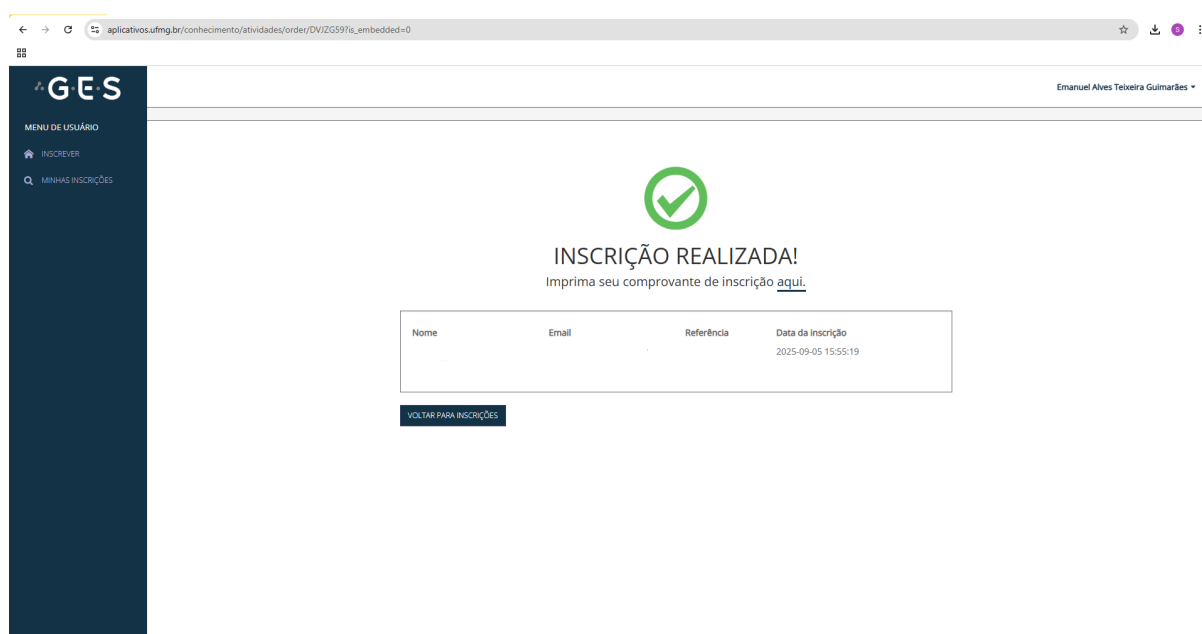 aplicativos.ufmg.br/conhecimento/atividades/order/DVJZG59?is_embedded=0
S
G·E·S
Emanuel Alves Teixeira Guimarães
MENU DE USUÁRIO
INSCREVER
MINHAS INSCRIÇÕES
INSCRIÇÃO REALIZADA!
Imprima seu comprovante de inscrição aqui.
Nome Email Referência Data da inscrição
2025-09-05 15:55:19
VOLTAR PARA INSCRIÇÕES